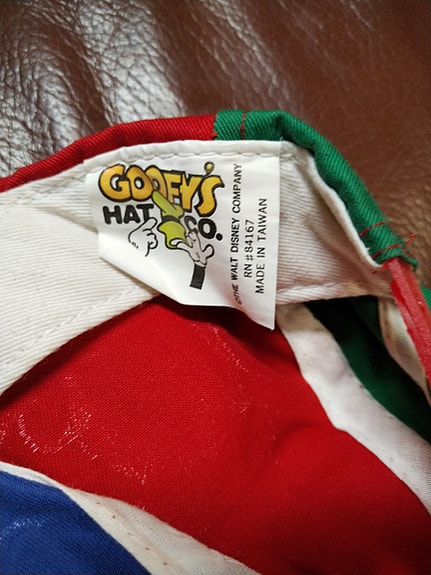 GOOFY'S
HAT CO.
©THE WALT DISNEY COMPANY
RN #84167
MADE IN TAIWAN